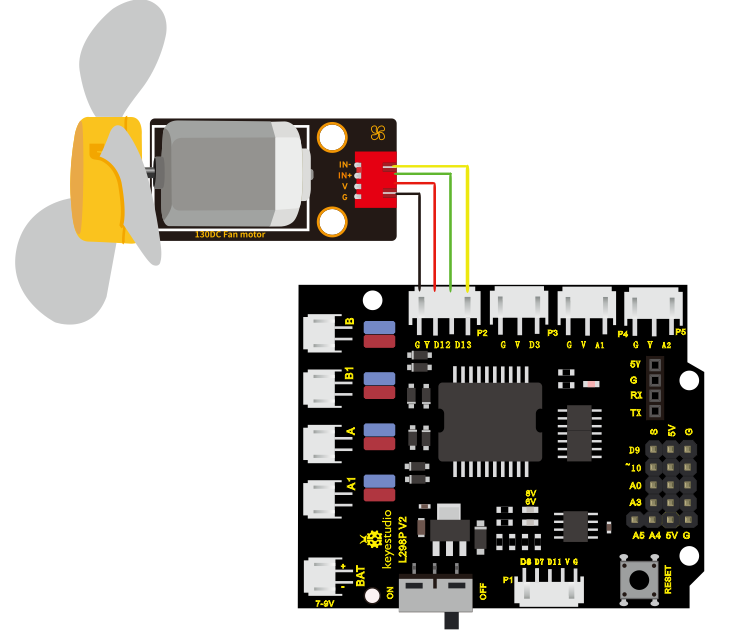 IN-
IN+
V
G
130DC Fan motor
B
B1
A
A1
BAT
+
-
7-9V
G V D12 D13
P2
G V D3
P3
G V A1
P4
G V A2
P5
5V
G
RX
TX
S 5V G
D9
~10
A0
A3
A5 A4 5V G
8V
6V
keyestudio
L298P V2
ON
OFF
P1
D8 D7 D11 V G
RESET